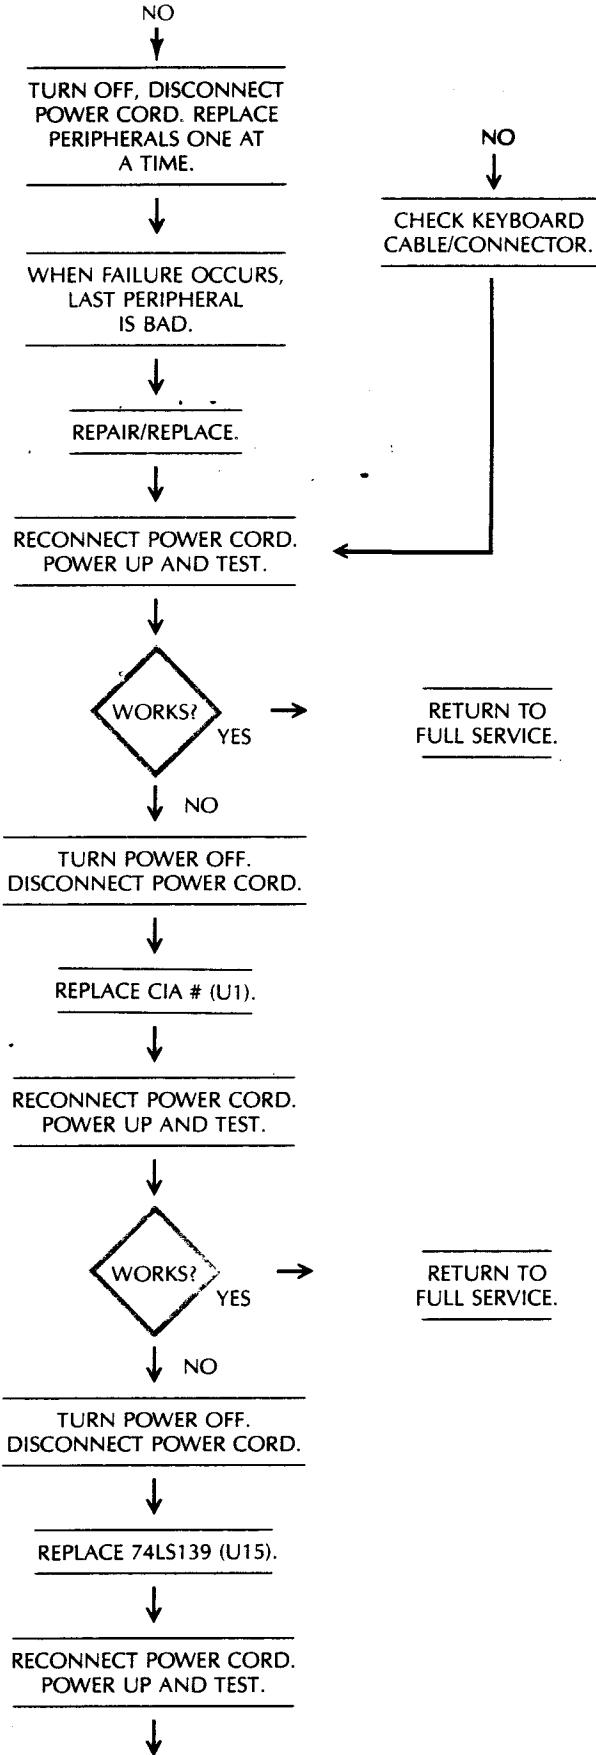 NO
TURN OFF, DISCONNECT
POWER CORD. REPLACE
PERIPHERALS ONE AT
A TIME.
NO
CHECK KEYBOARD
CABLE/CONNECTOR.
WHEN FAILURE OCCURS,
LAST PERIPHERAL
IS BAD.
REPAIR/REPLACE.
RECONNECT POWER CORD.
POWER UP AND TEST.
WORKS?
YES
RETURN TO
FULL SERVICE.
NO
TURN POWER OFF.
DISCONNECT POWER CORD.
REPLACE CIA # (U1).
RECONNECT POWER CORD.
POWER UP AND TEST.
WORKS?
YES
RETURN TO
FULL SERVICE.
NO
TURN POWER OFF.
DISCONNECT POWER CORD.
REPLACE 74LS139 (U15).
RECONNECT POWER CORD.
POWER UP AND TEST.